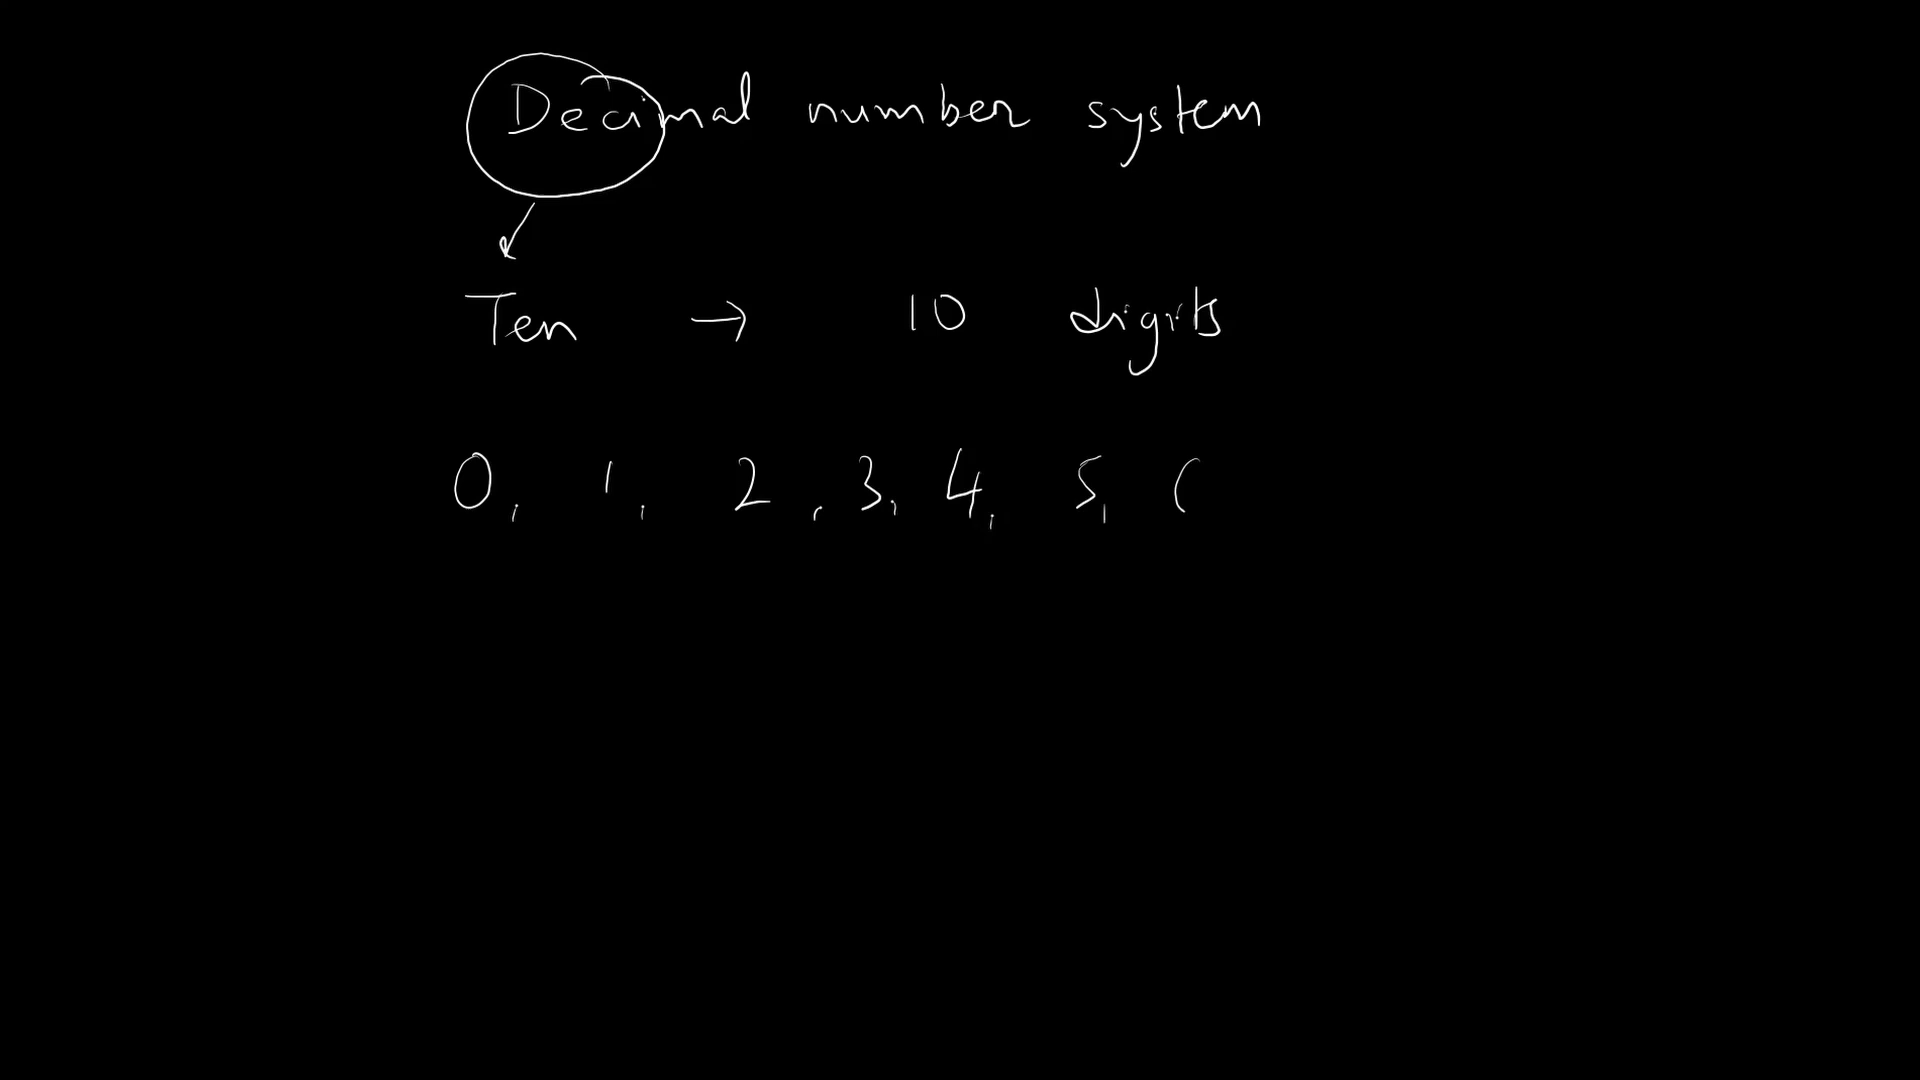 Decimal number system
Ten → 10 digits
0, 1, 2, 3, 4, 5, (